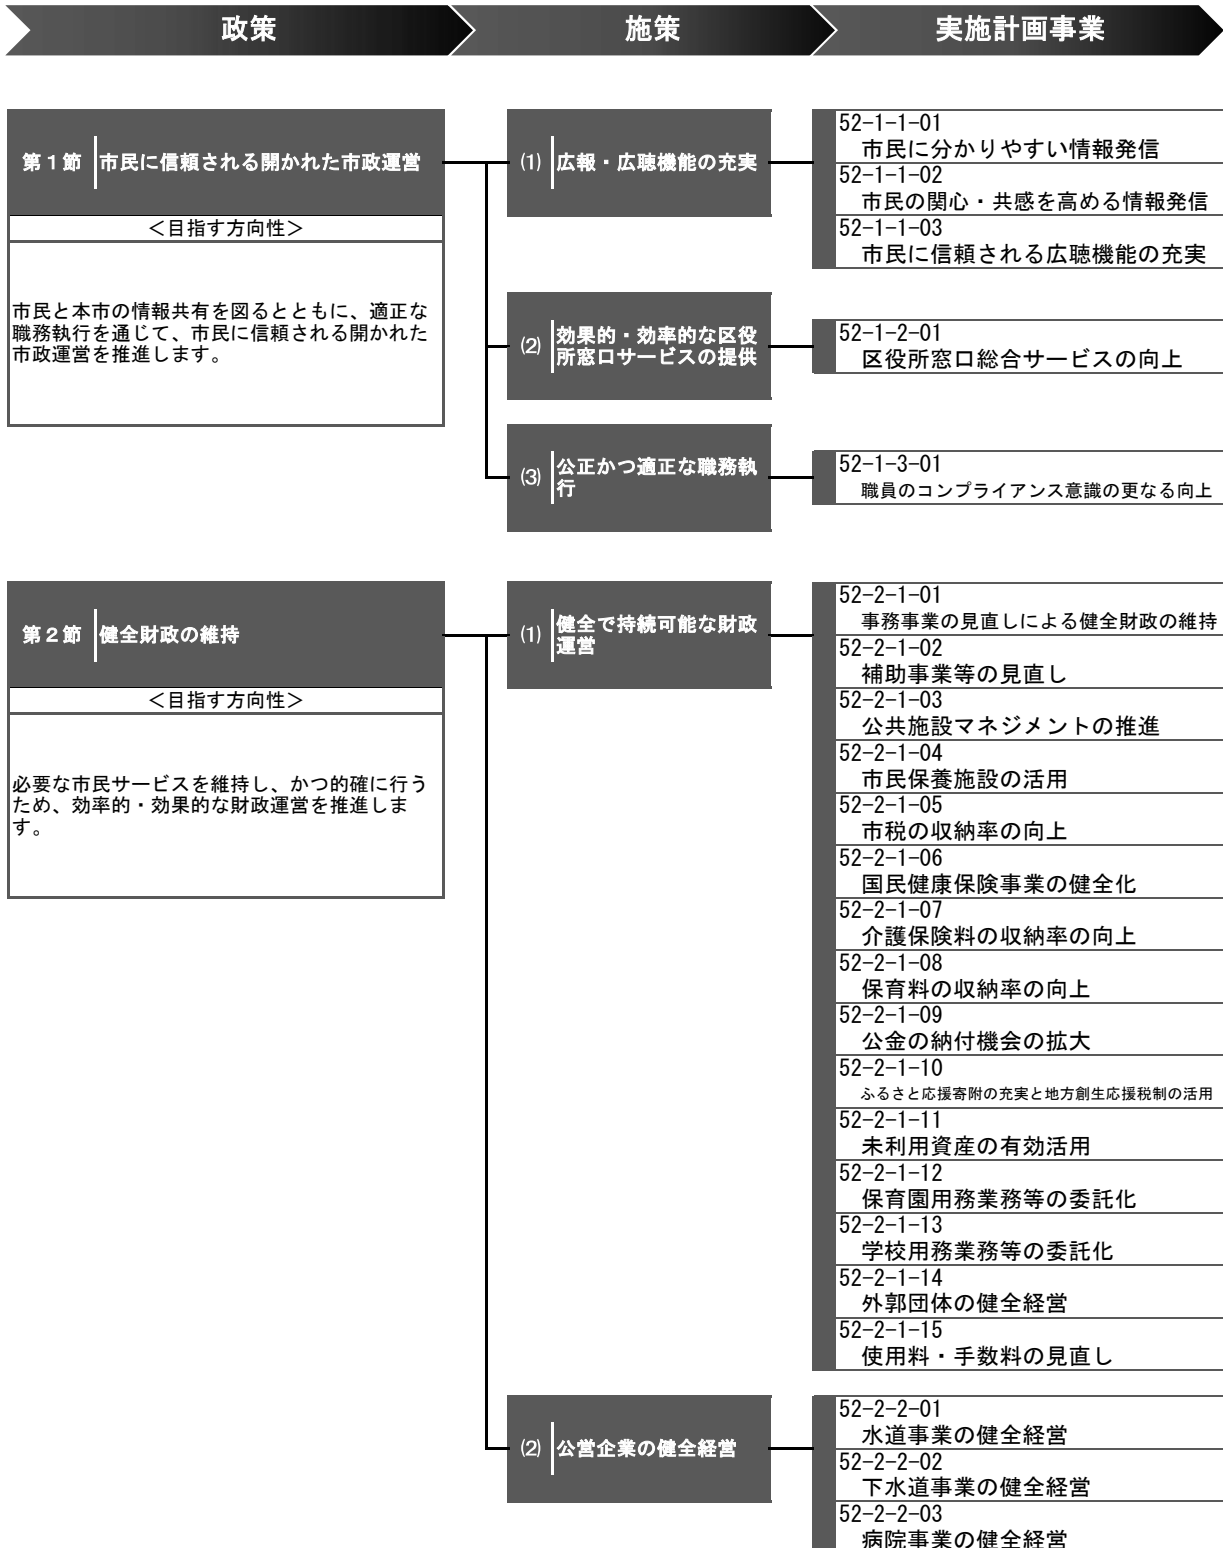 政策
施策
実施計画事業
第1節
市民に信頼される開かれた市政運営
＜目指す方向性＞
市民と本市の情報共有を図るとともに、適正な
職務執行を通じて、市民に信頼される開かれた
市政運営を推進します。
(1)
広報・広聴機能の充実
52-1-1-01
市民に分かりやすい情報発信
52-1-1-02
市民の関心・共感を高める情報発信
52-1-1-03
市民に信頼される広聴機能の充実
(2)
効果的・効率的な区役
所窓口サービスの提供
52-1-2-01
区役所窓口総合サービスの向上
(3)
公正かつ適正な職務執
行
52-1-3-01
職員のコンプライアンス意識の更なる向上
第2節
健全財政の維持
＜目指す方向性＞
必要な市民サービスを維持し、かつ的確に行う
ため、効率的・効果的な財政運営を推進しま
す。
(1)
健全で持続可能な財政
運営
52-2-1-01
事務事業の見直しによる健全財政の維持
52-2-1-02
補助事業等の見直し
52-2-1-03
公共施設マネジメントの推進
52-2-1-04
市民保養施設の活用
52-2-1-05
市税の収納率の向上
52-2-1-06
国民健康保険事業の健全化
52-2-1-07
介護保険料の収納率の向上
52-2-1-08
保育料の収納率の向上
52-2-1-09
公金の納付機会の拡大
52-2-1-10
ふるさと応援寄附の充実と地方創生応援税制の活用
52-2-1-11
未利用資産の有効活用
52-2-1-12
保育園用務業務等の委託化
52-2-1-13
学校用務業務等の委託化
52-2-1-14
外郭団体の健全経営
52-2-1-15
使用料・手数料の見直し
(2)
公営企業の健全経営
52-2-2-01
水道事業の健全経営
52-2-2-02
下水道事業の健全経営
52-2-2-03
病院事業の健全経営